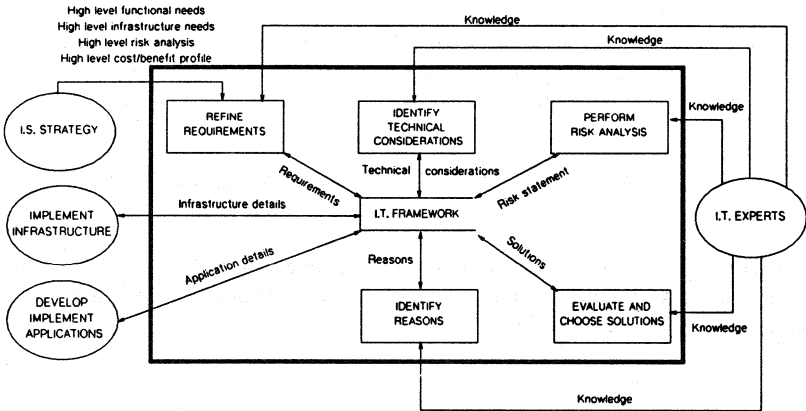 High level functional needs
High level infrastructure needs
High level risk analysis
High level cost/benefit profile
Knowledge
Knowledge
Knowledge
I.S. STRATEGY
REFINE
REQUIREMENTS
IDENTIFY
TECHNICAL
CONSIDERATIONS
PERFORM
RISK ANALYSIS
Requirements
Technical considerations
Risk statement
IMPLEMENT
INFRASTRUCTURE
Infrastructure details
I.T. FRAMEWORK
I.T. EXPERTS
Application details
Reasons
Solutions
DEVELOP
IMPLEMENT
APPLICATIONS
IDENTIFY
REASONS
EVALUATE AND
CHOOSE SOLUTIONS
Knowledge
Knowledge